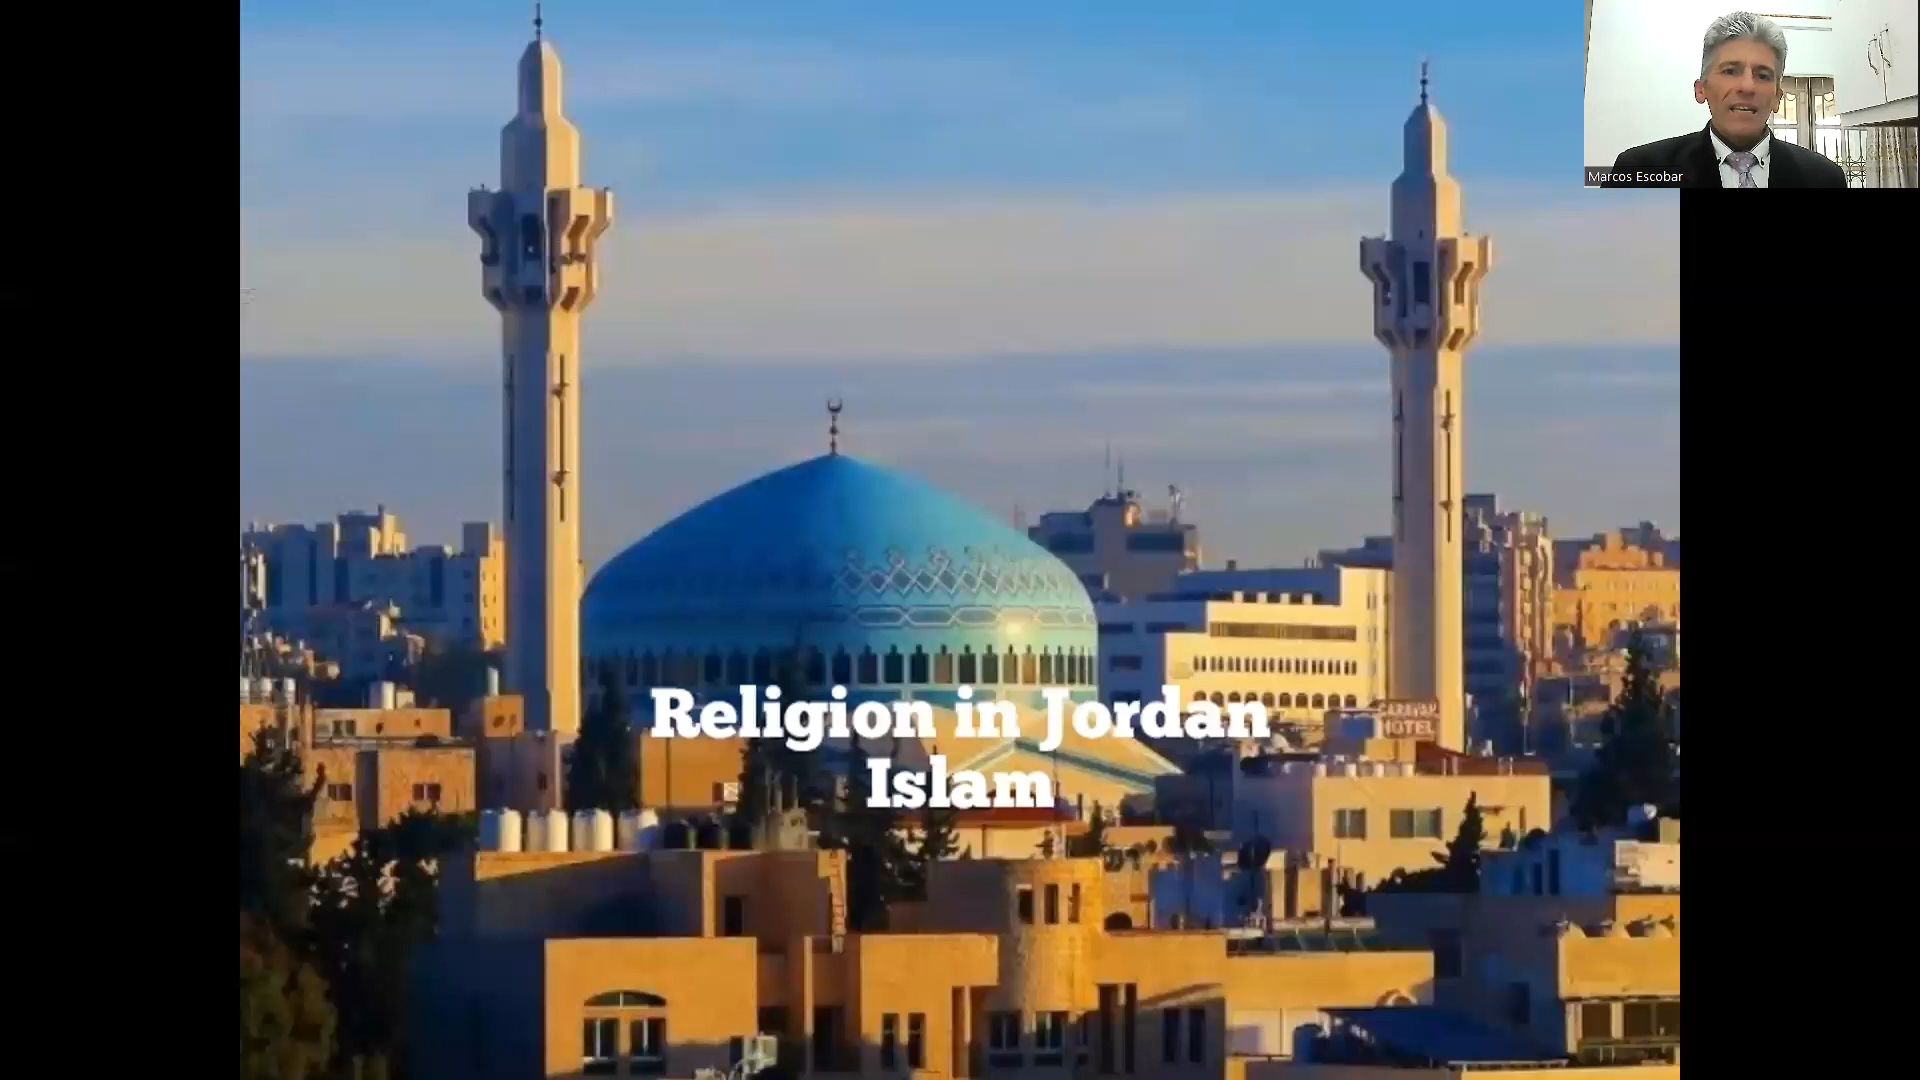 Marcos Escobar
Religion in Jordan
Islam
CARAVAN
HOTEL